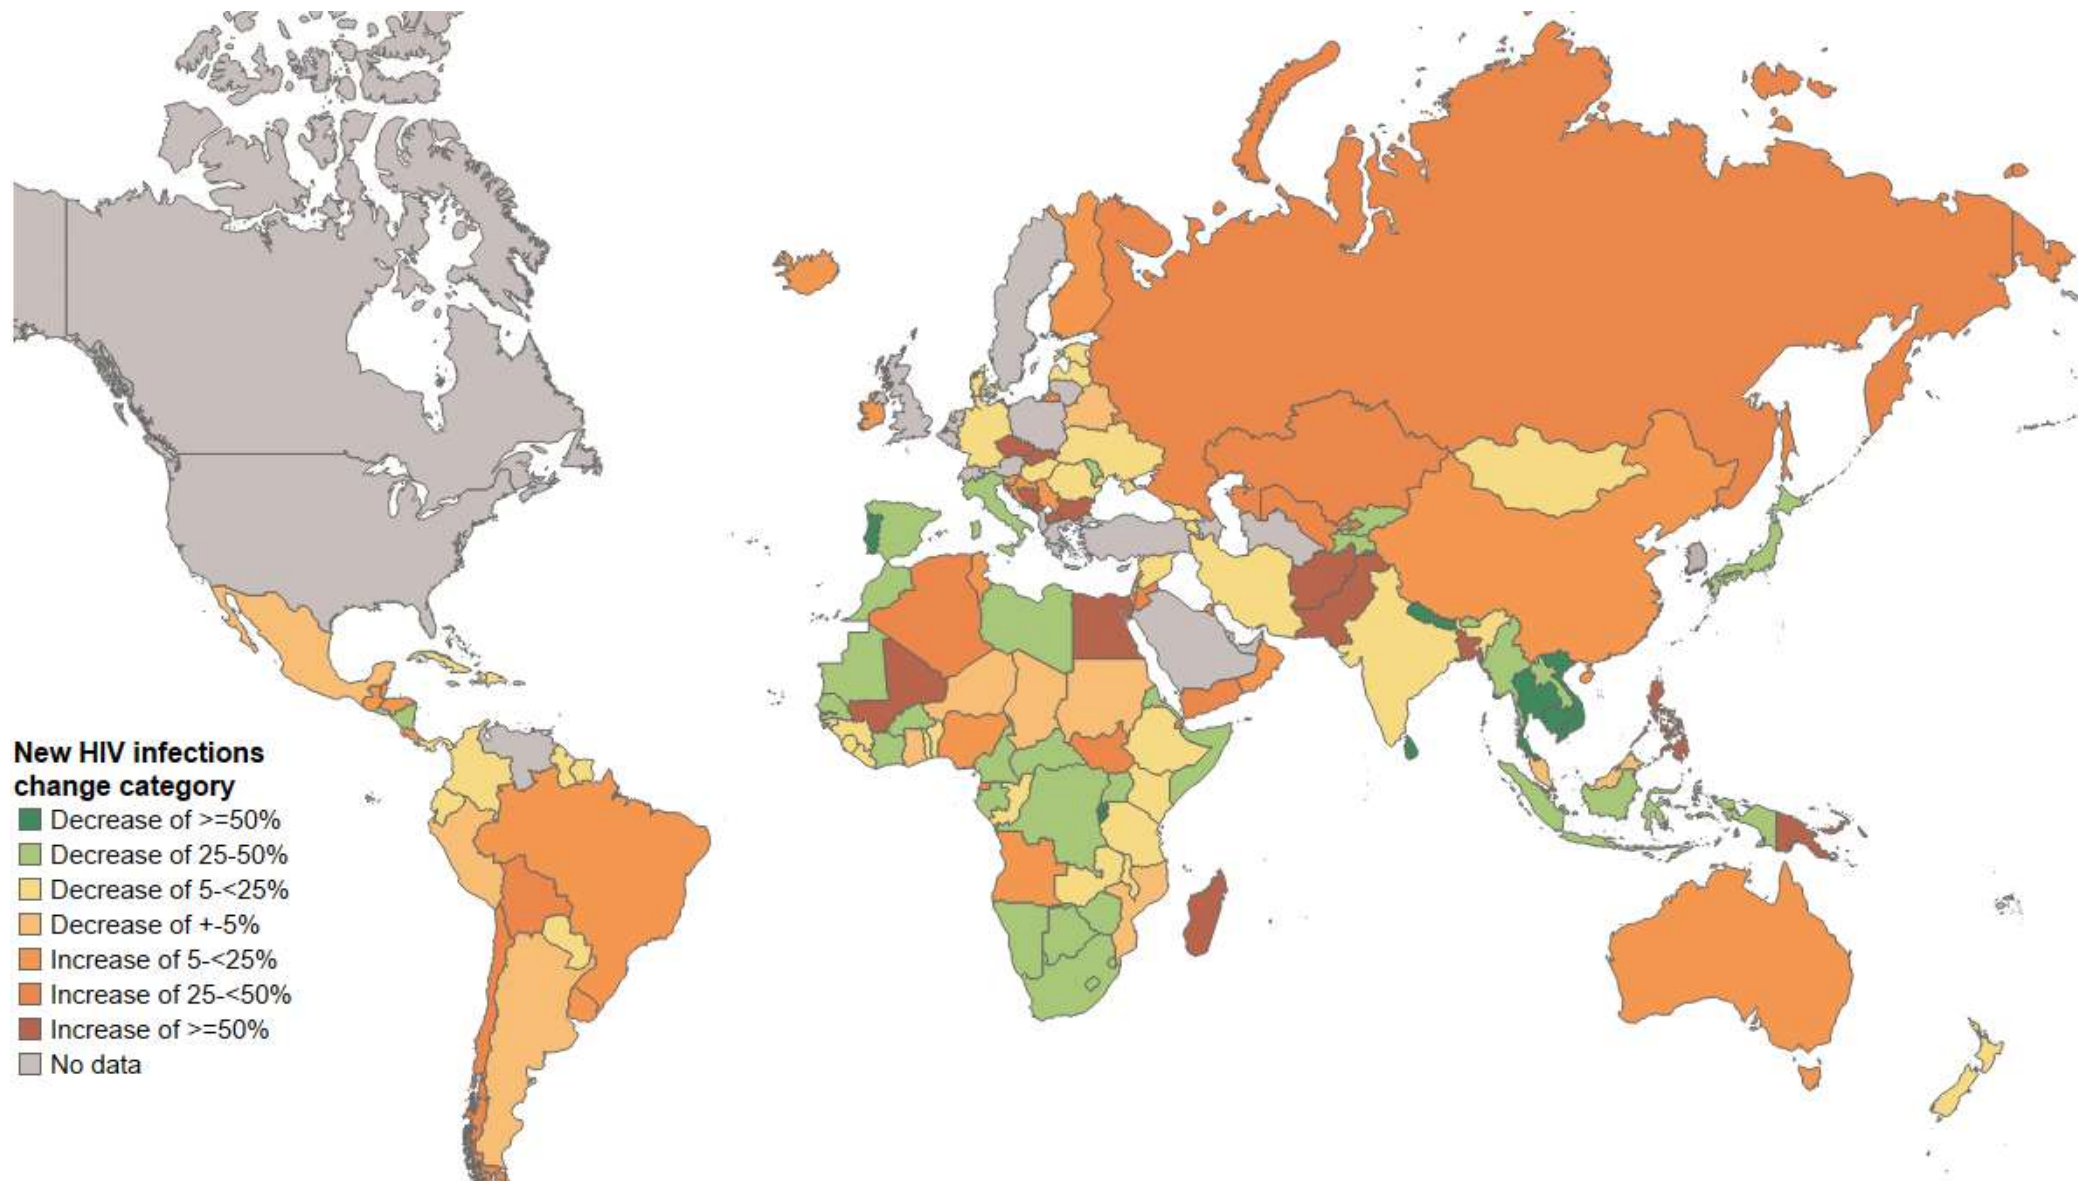 New HIV infections
change category
Decrease of >=50%
Decrease of 25-50%
Decrease of 5-<25%
Decrease of +-5%
Increase of 5-<25%
Increase of 25-<50%
Increase of >=50%
No data